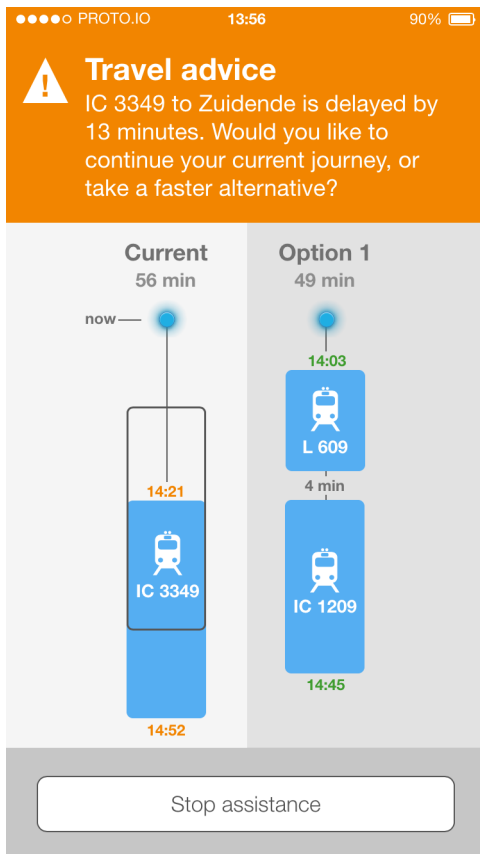 PROTO.IO 13:56 90%
Travel advice
IC 3349 to Zuidende is delayed by
13 minutes. Would you like to
continue your current journey, or
take a faster alternative?
Current
56 min
now
14:21
IC 3349
14:52
Option 1
49 min
14:03
L 609
4 min
IC 1209
14:45
Stop assistance